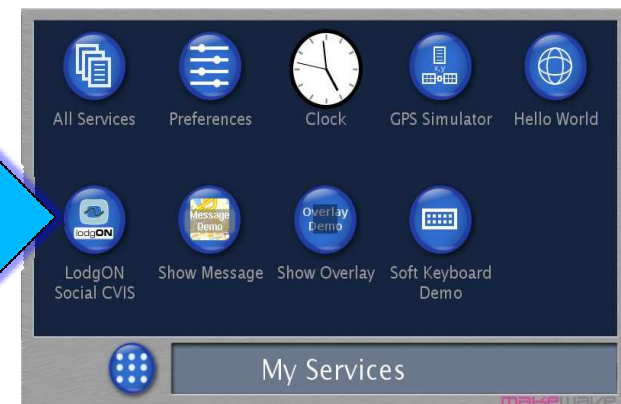 x,y
All Services
Preferences
Clock
GPS Simulator
Hello World
lodgON
Message
Demo
Overlay
Demo
LodgON
Social CVIS
Show Message
Show Overlay
Soft Keyboard
Demo
My Services
makewave